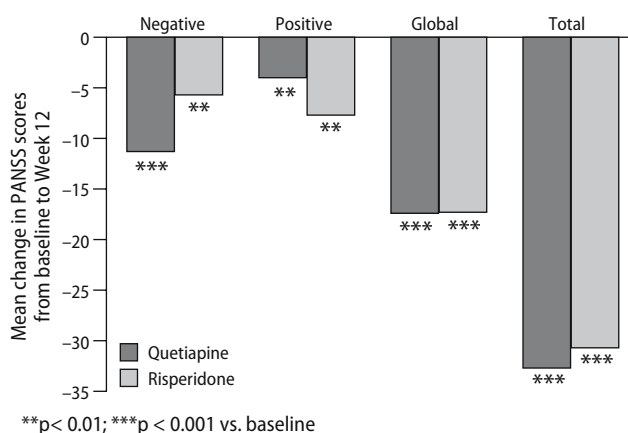 Negative Positive Global Total
0
−5
−10
−15
−20
−25
−30
−35
Mean change in PANSS scores
from baseline to Week 12
***
**
**
**
***
***
***
***
Quetiapine
Risperidone
**p< 0.01; ***p < 0.001 vs. baseline